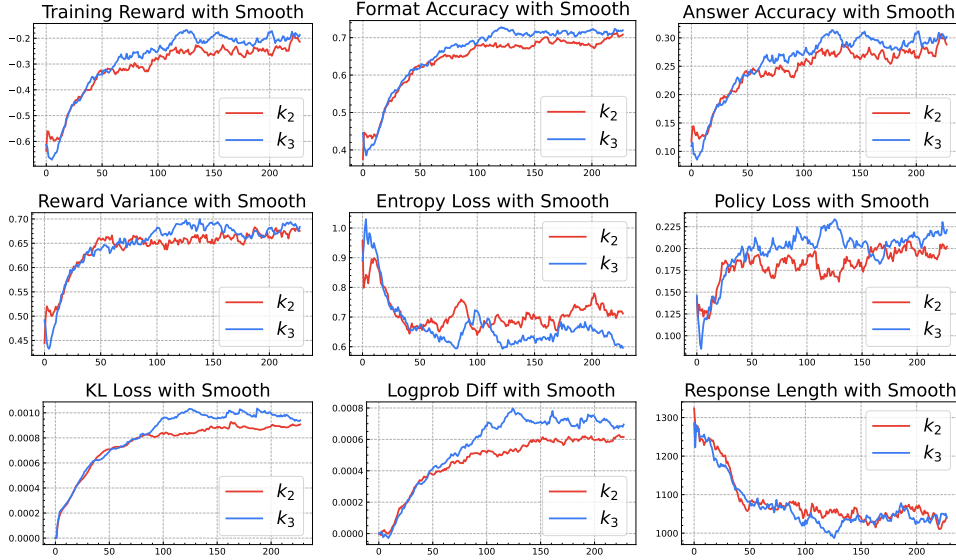 Training Reward with Smooth
−0.2
−0.3
−0.4
−0.5
−0.6
0 50 100 150 200
k2
k3
Format Accuracy with Smooth
0.7
0.6
0.5
0.4
0 50 100 150 200
k2
k3
Answer Accuracy with Smooth
0.30
0.25
0.20
0.15
0.10
0 50 100 150 200
k2
k3
Reward Variance with Smooth
0.70
0.65
0.60
0.55
0.50
0.45
0 50 100 150 200
k2
k3
Entropy Loss with Smooth
1.0
0.9
0.8
0.7
0.6
0 50 100 150 200
k2
k3
Policy Loss with Smooth
0.225
0.200
0.175
0.150
0.125
0.100
0 50 100 150 200
k2
k3
KL Loss with Smooth
0.0010
0.0008
0.0006
0.0004
0.0002
0.0000
0 50 100 150 200
k2
k3
Logprob Diff with Smooth
0.0008
0.0006
0.0004
0.0002
0.0000
0 50 100 150 200
k2
k3
Response Length with Smooth
1300
1200
1100
1000
0 50 100 150 200
k2
k3